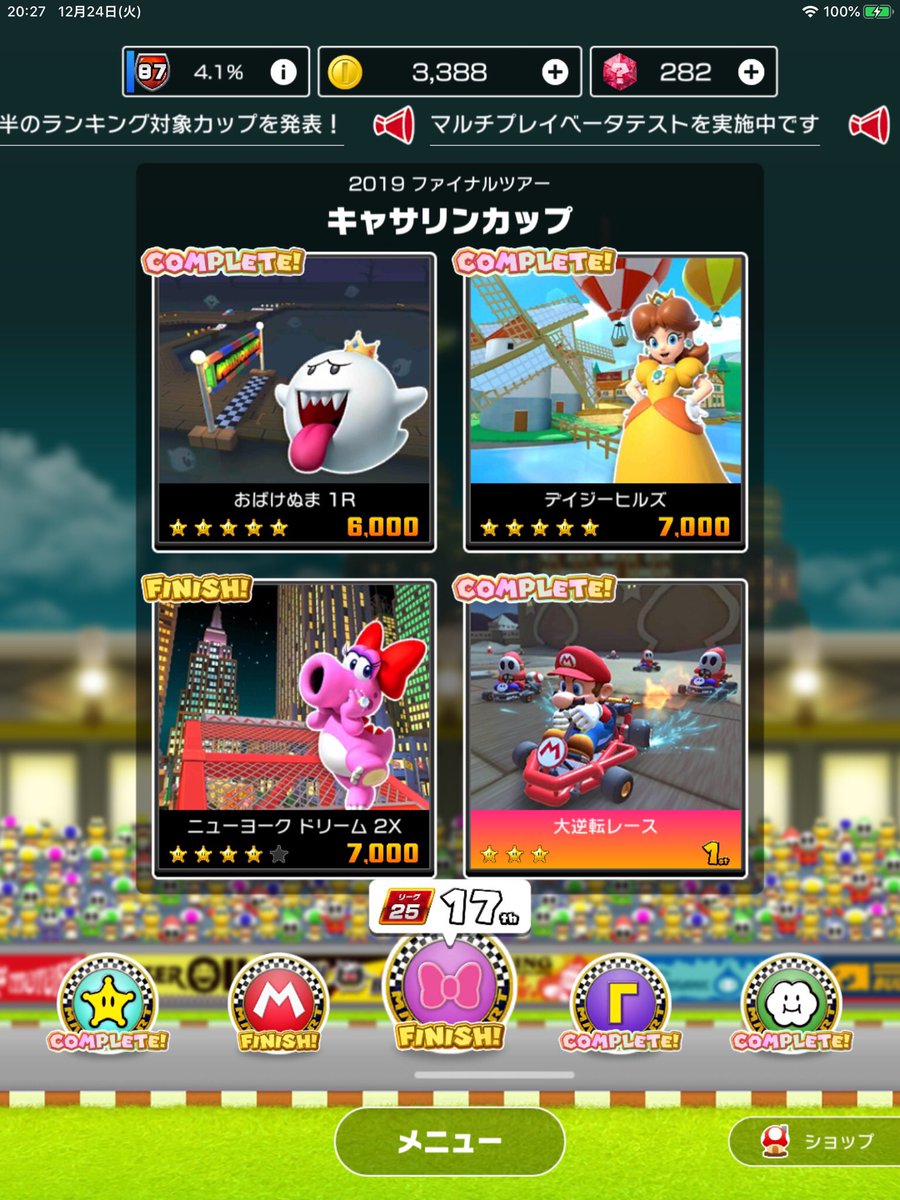 20:27 12月24日(火) 100%
87 4.1% i 3,388 + ? 282 +
半のランキング対象カップを発表！ マルチプレイベータテストを実施中です
2019 ファイナルツアー
キャサリンカップ
COMPLETE!
COMPLETE!
おばけぬま 1R
6,000
デイジーヒルズ
7,000
FINISH!
COMPLETE!
M
M
ニューヨーク ドリーム 2X
7,000
大逆転レース
1st
リーグ
25 17th
COMPLETE!
M
FINISH!
FINISH!
COMPLETE!
COMPLETE!
メニュー
ショップ